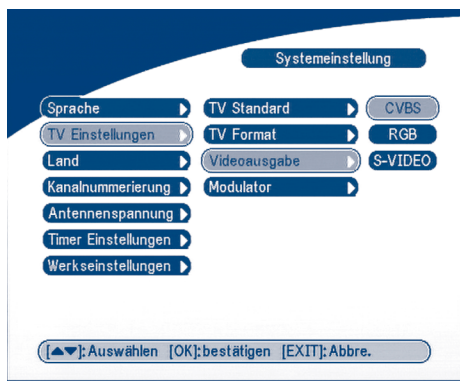 Systemeinstellung
Sprache
TV Einstellungen
Land
Kanalnummerierung
Antennenspannung
Timer Einstellungen
Werkseinstellungen
TV Standard
TV Format
Videoausgabe
Modulator
CVBS
RGB
S-VIDEO
[▲▼]:Auswählen [OK]:bestätigen [EXIT]:Abbre.